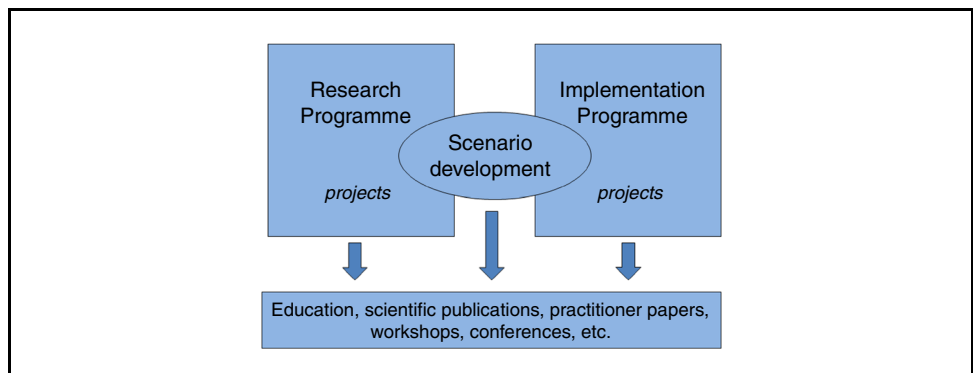 Research
Programme
projects
Scenario
development
Implementation
Programme
projects
Education, scientific publications, practitioner papers,
workshops, conferences, etc.